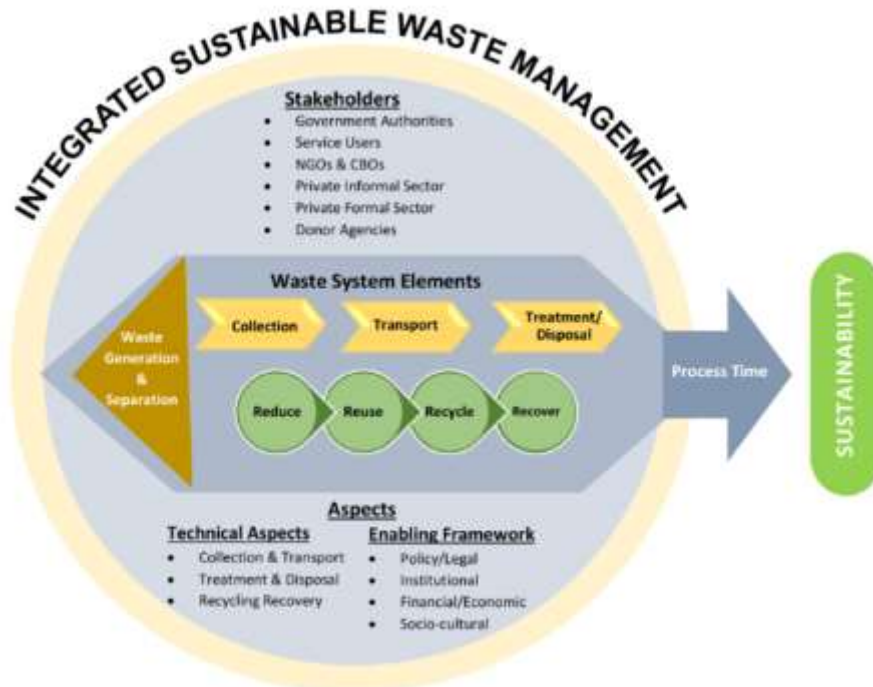 INTEGRATED SUSTAINABLE WASTE MANAGEMENT
Stakeholders
• Government Authorities
• Service Users
• NGOs & CBOs
• Private Informal Sector
• Private Formal Sector
• Donor Agencies
Waste System Elements
Waste
Generation
&
Separation
Collection
Transport
Treatment/
Disposal
Reduce
Reuse
Recycle
Recover
Process Time
SUSTAINABILITY
Aspects
Technical Aspects
• Collection & Transport
• Treatment & Disposal
• Recycling Recovery
Enabling Framework
• Policy/Legal
• Institutional
• Financial/Economic
• Socio-cultural